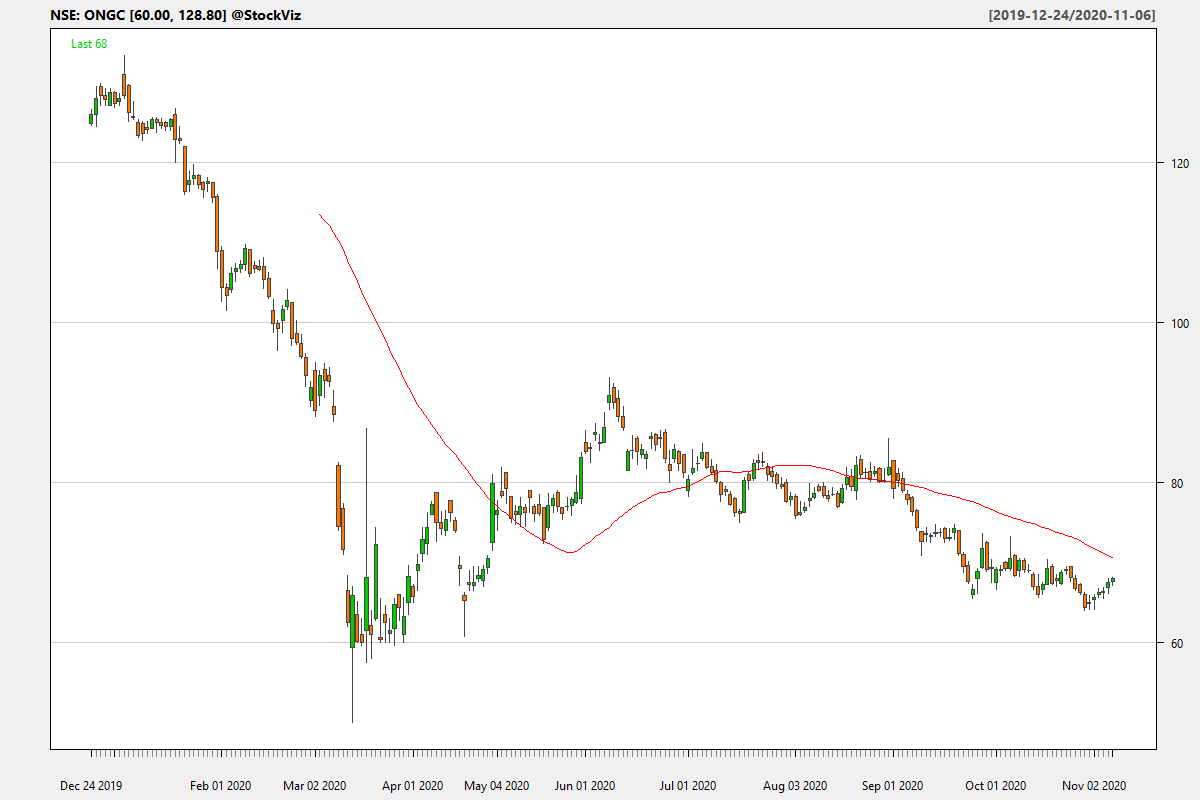 NSE: ONGC [60.00, 128.80] @StockViz
[2019-12-24/2020-11-06]
Last 68
120
100
80
60
Dec 24 2019 Feb 01 2020 Mar 02 2020 Apr 01 2020 May 04 2020 Jun 01 2020 Jul 01 2020 Aug 03 2020 Sep 01 2020 Oct 01 2020 Nov 02 2020